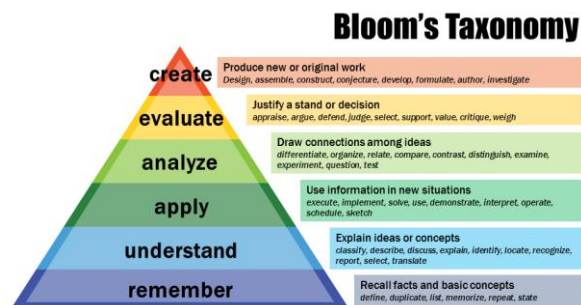 Bloom's Taxonomy
create
Produce new or original work
Design, assemble, construct, conjecture, develop, formulate, author, investigate
evaluate
Justify a stand or decision
appraise, argue, defend, judge, select, support, value, critique, weigh
analyze
Draw connections among ideas
differentiate, organize, relate, compare, contrast, distinguish, examine,
experiment, question, test
apply
Use information in new situations
execute, implement, solve, use, demonstrate, interpret, operate,
schedule, sketch
understand
Explain ideas or concepts
classify, describe, discuss, explain, identify, locate, recognize,
report, select, translate
remember
Recall facts and basic concepts
define, duplicate, list, memorize, repeat, state